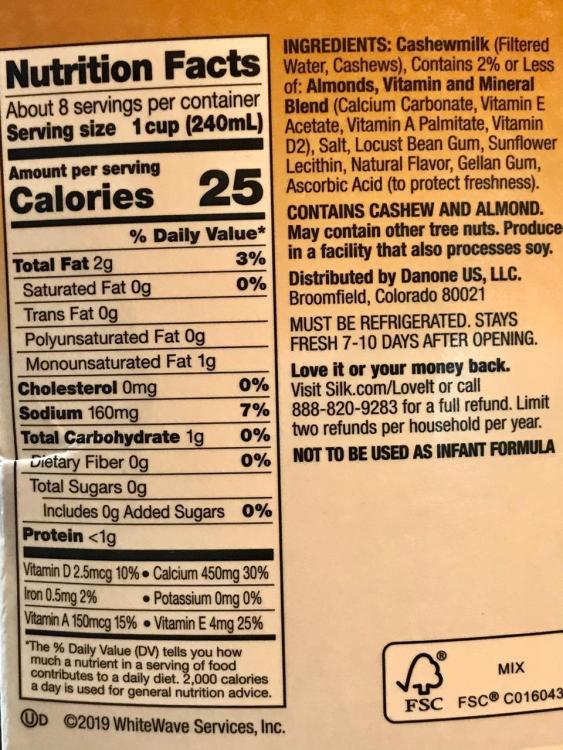 Nutrition Facts
About 8 servings per container
Serving size 1 cup (240mL)
Amount per serving
Calories 25
% Daily Value*
Total Fat 2g 3%
Saturated Fat 0g 0%
Trans Fat 0g
Polyunsaturated Fat 0g
Monounsaturated Fat 1g
Cholesterol 0mg 0%
Sodium 160mg 7%
Total Carbohydrate 1g 0%
Dietary Fiber 0g 0%
Total Sugars 0g
Includes 0g Added Sugars 0%
Protein <1g
Vitamin D 2.5mcg 10% • Calcium 450mg 30%
Iron 0.5mg 2% • Potassium 0mg 0%
Vitamin A 150mcg 15% • Vitamin E 4mg 25%
*The % Daily Value (DV) tells you how
much a nutrient in a serving of food
contributes to a daily diet. 2,000 calories
a day is used for general nutrition advice.
UD ©2019 WhiteWave Services, Inc.
INGREDIENTS: Cashewmilk (Filtered
Water, Cashews), Contains 2% or Less
of: Almonds, Vitamin and Mineral
Blend (Calcium Carbonate, Vitamin E
Acetate, Vitamin A Palmitate, Vitamin
D2), Salt, Locust Bean Gum, Sunflower
Lecithin, Natural Flavor, Gellan Gum,
Ascorbic Acid (to protect freshness).
CONTAINS CASHEW AND ALMOND.
May contain other tree nuts. Produce
in a facility that also processes soy.
Distributed by Danone US, LLC.
Broomfield, Colorado 80021
MUST BE REFRIGERATED. STAYS
FRESH 7-10 DAYS AFTER OPENING.
Love it or your money back.
Visit Silk.com/LoveIt or call
888-820-9283 for a full refund. Limit
two refunds per household per year.
NOT TO BE USED AS INFANT FORMULA
®
FSC
MIX
FSC® C016043